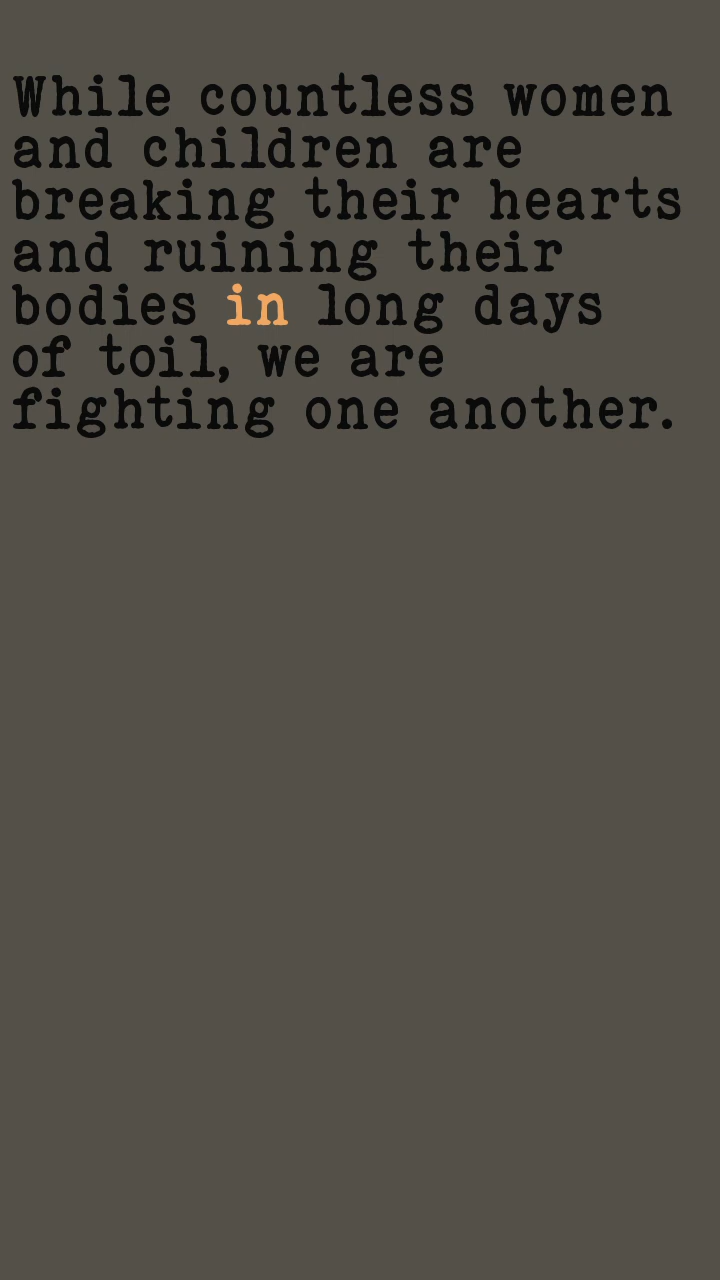 While countless women
and children are
breaking their hearts
and ruining their
bodies in long days
of toil, we are
fighting one another.